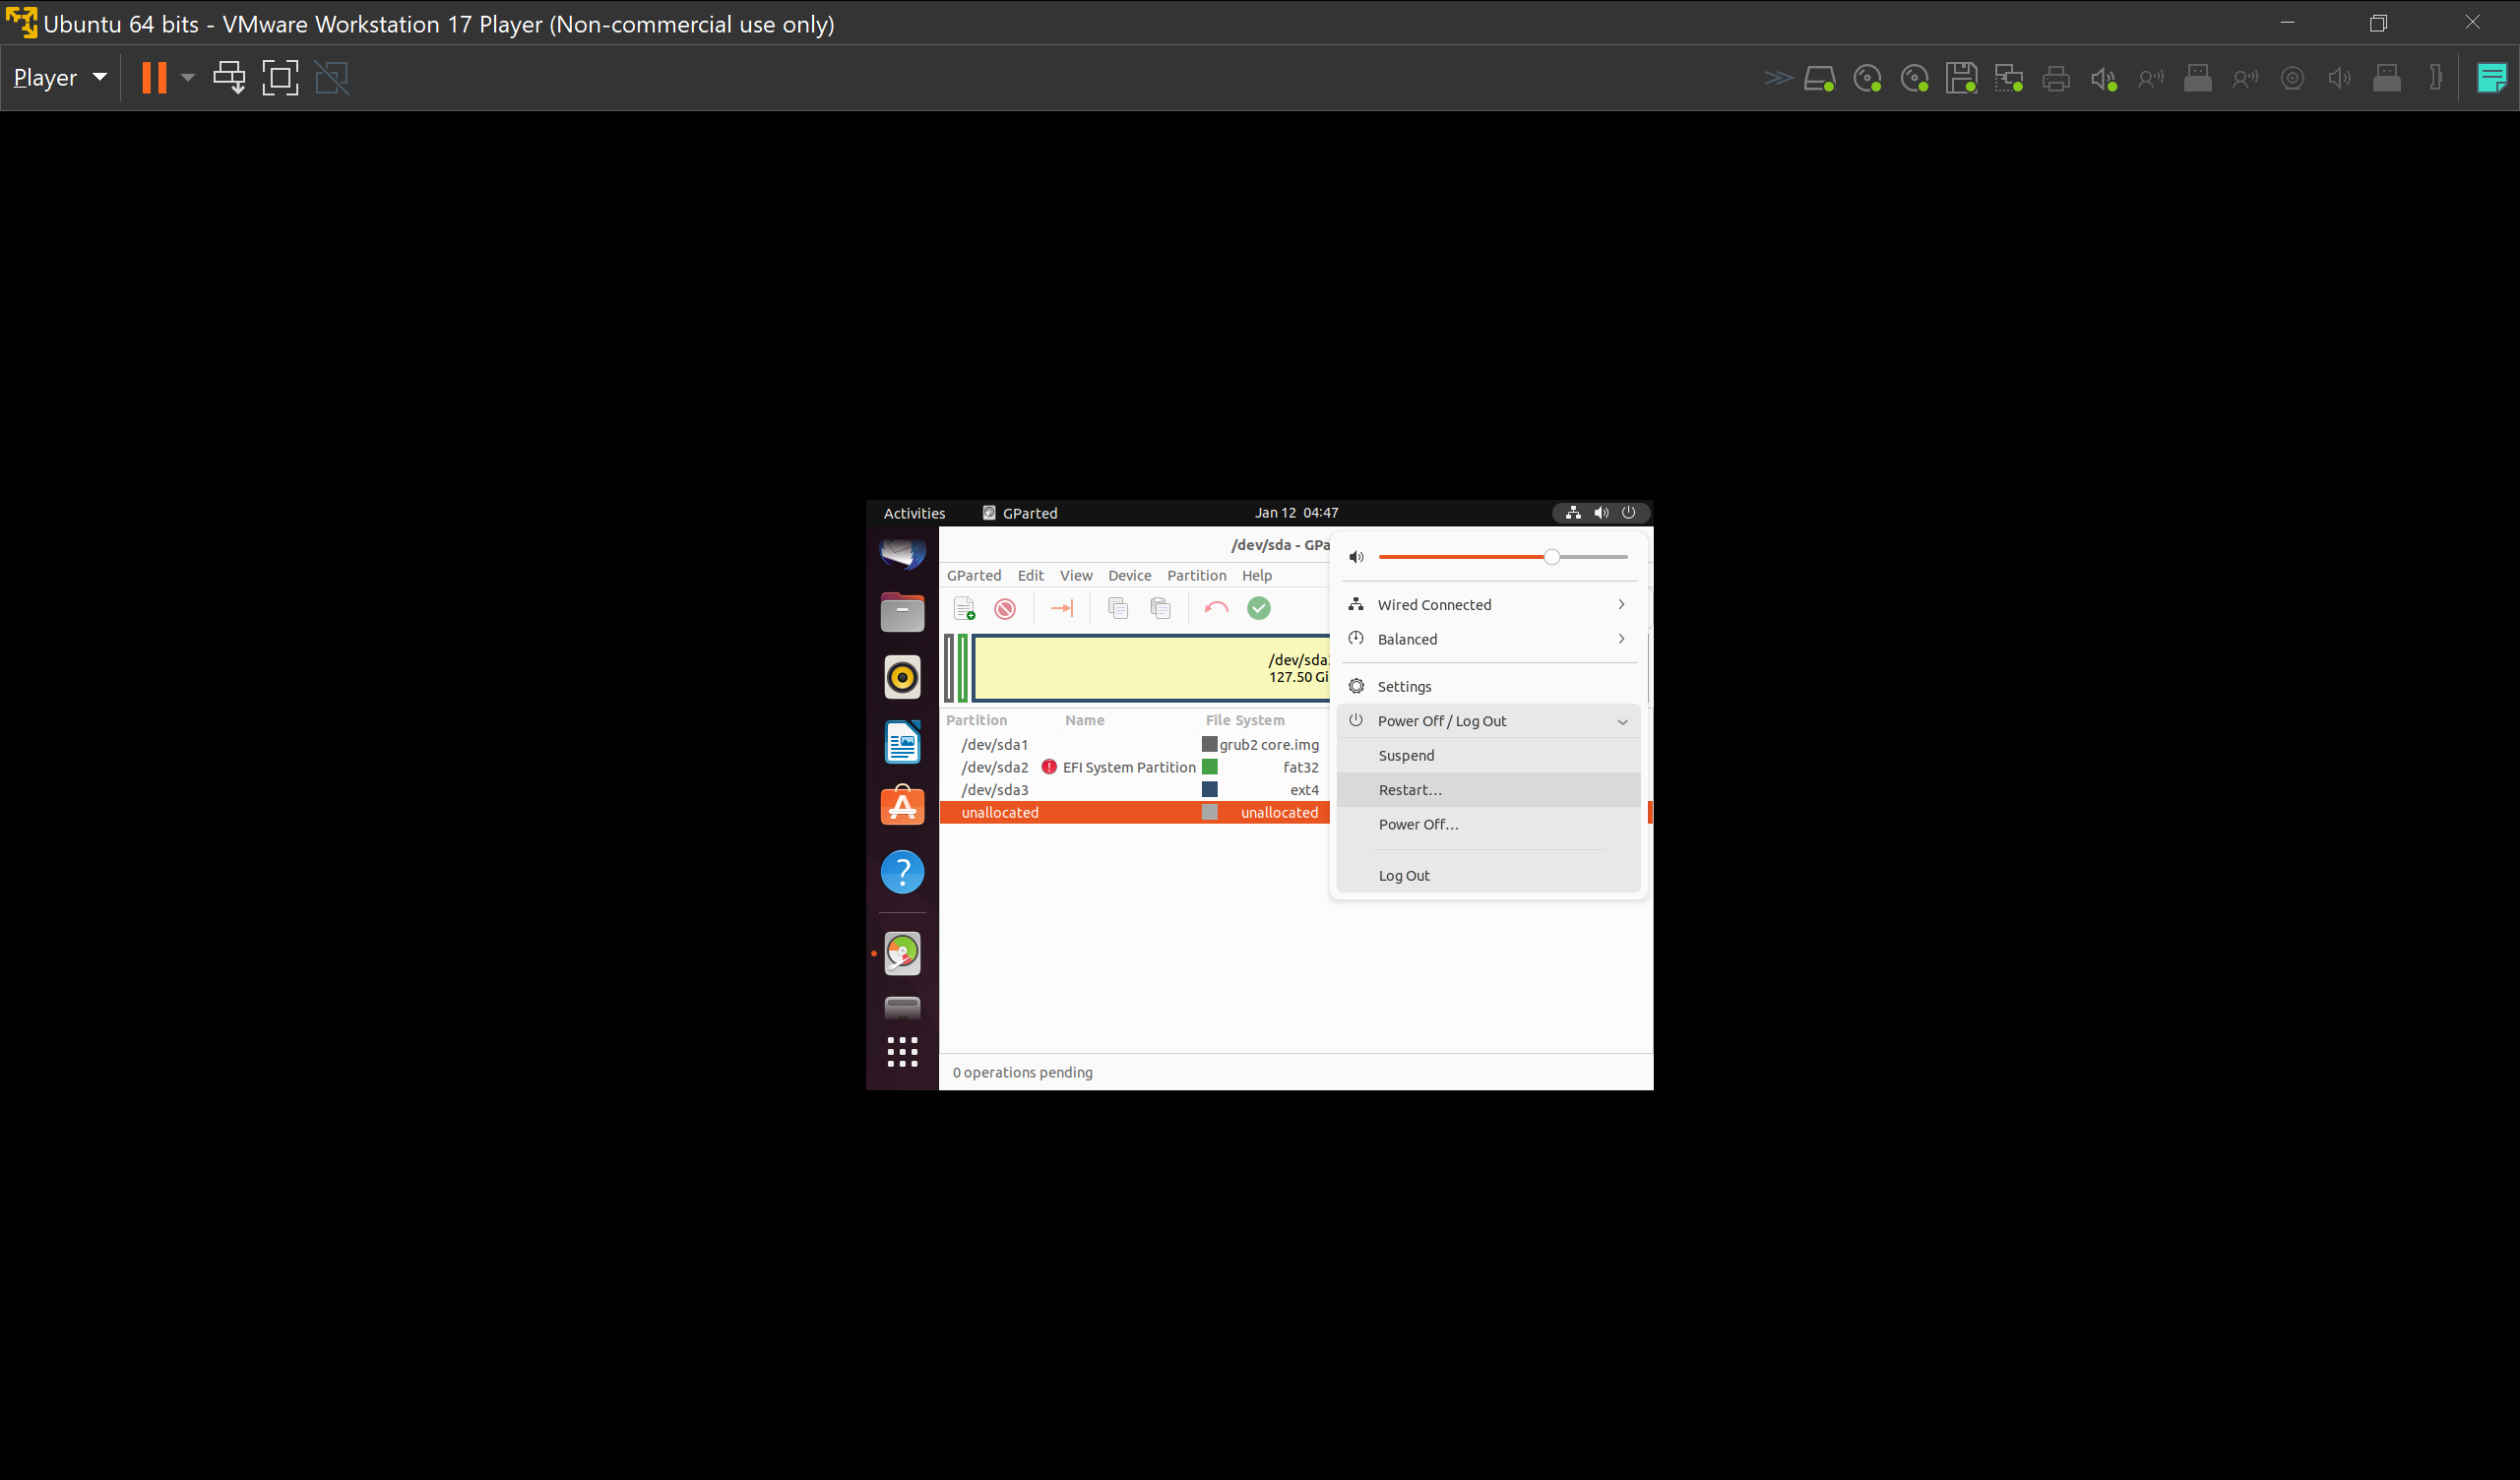 Ubuntu 64 bits - VMware Workstation 17 Player (Non-commercial use only)
Player
Activities GParted Jan 12 04:47
/dev/sda - GPa
GParted Edit View Device Partition Help
/dev/sda
127.50 Gi
Partition Name File System
/dev/sda1 grub2 core.img
/dev/sda2 EFI System Partition fat32
/dev/sda3 ext4
unallocated unallocated
0 operations pending
Wired Connected
Balanced
Settings
Power Off / Log Out
Suspend
Restart...
Power Off...
Log Out